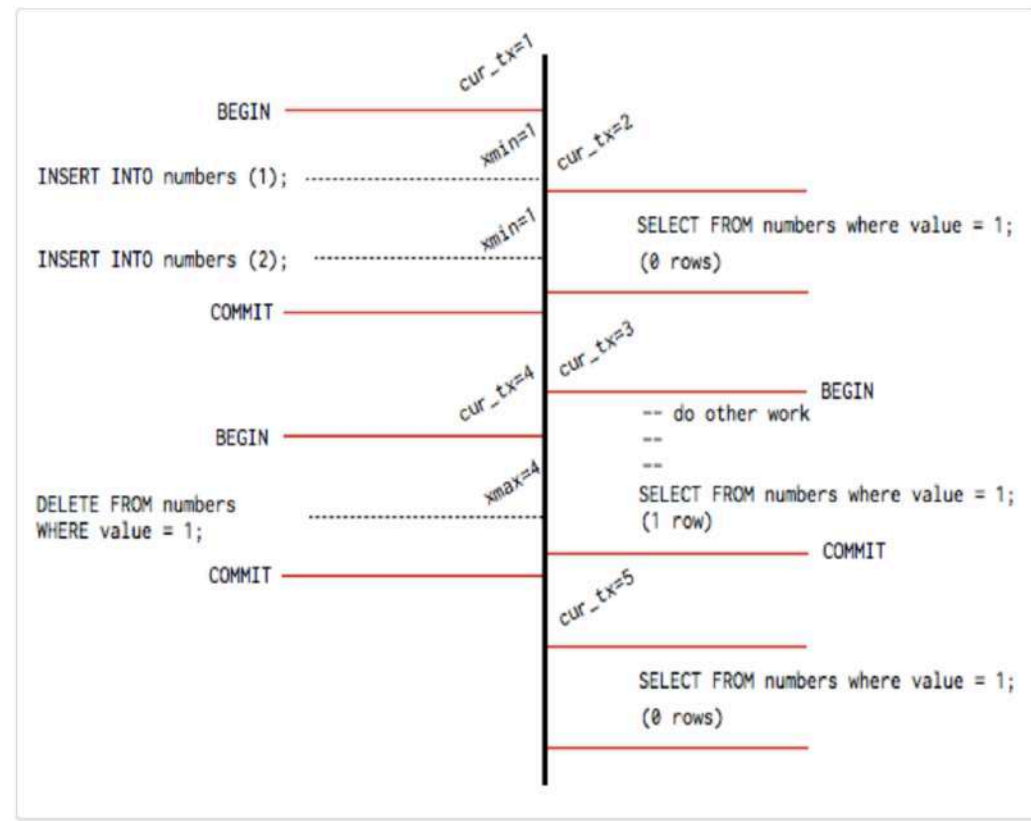 cur_tx=1
BEGIN
xmin=1
cur_tx=2
INSERT INTO numbers (1);
SELECT FROM numbers where value = 1;
xmin=1
INSERT INTO numbers (2);
(0 rows)
COMMIT
cur_tx=3
cur_tx=4
BEGIN
-- do other work
BEGIN
--
--
xmax=4
SELECT FROM numbers where value = 1;
DELETE FROM numbers
(1 row)
WHERE value = 1;
COMMIT
COMMIT
cur_tx=5
SELECT FROM numbers where value = 1;
(0 rows)